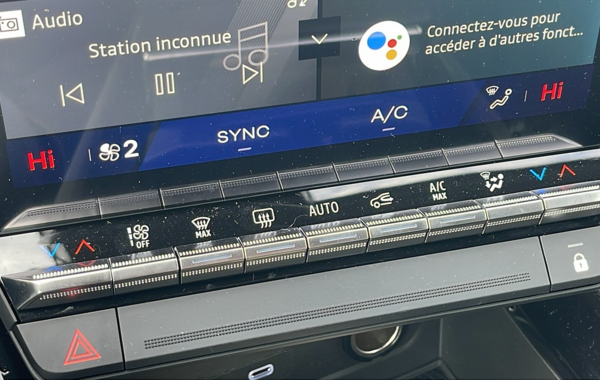 Audio
Station inconnue
Connectez-vous pour
accéder à d'autres fonct...
Hi
2
SYNC
A/C
Hi
OFF
MAX
AUTO
A/C
MAX